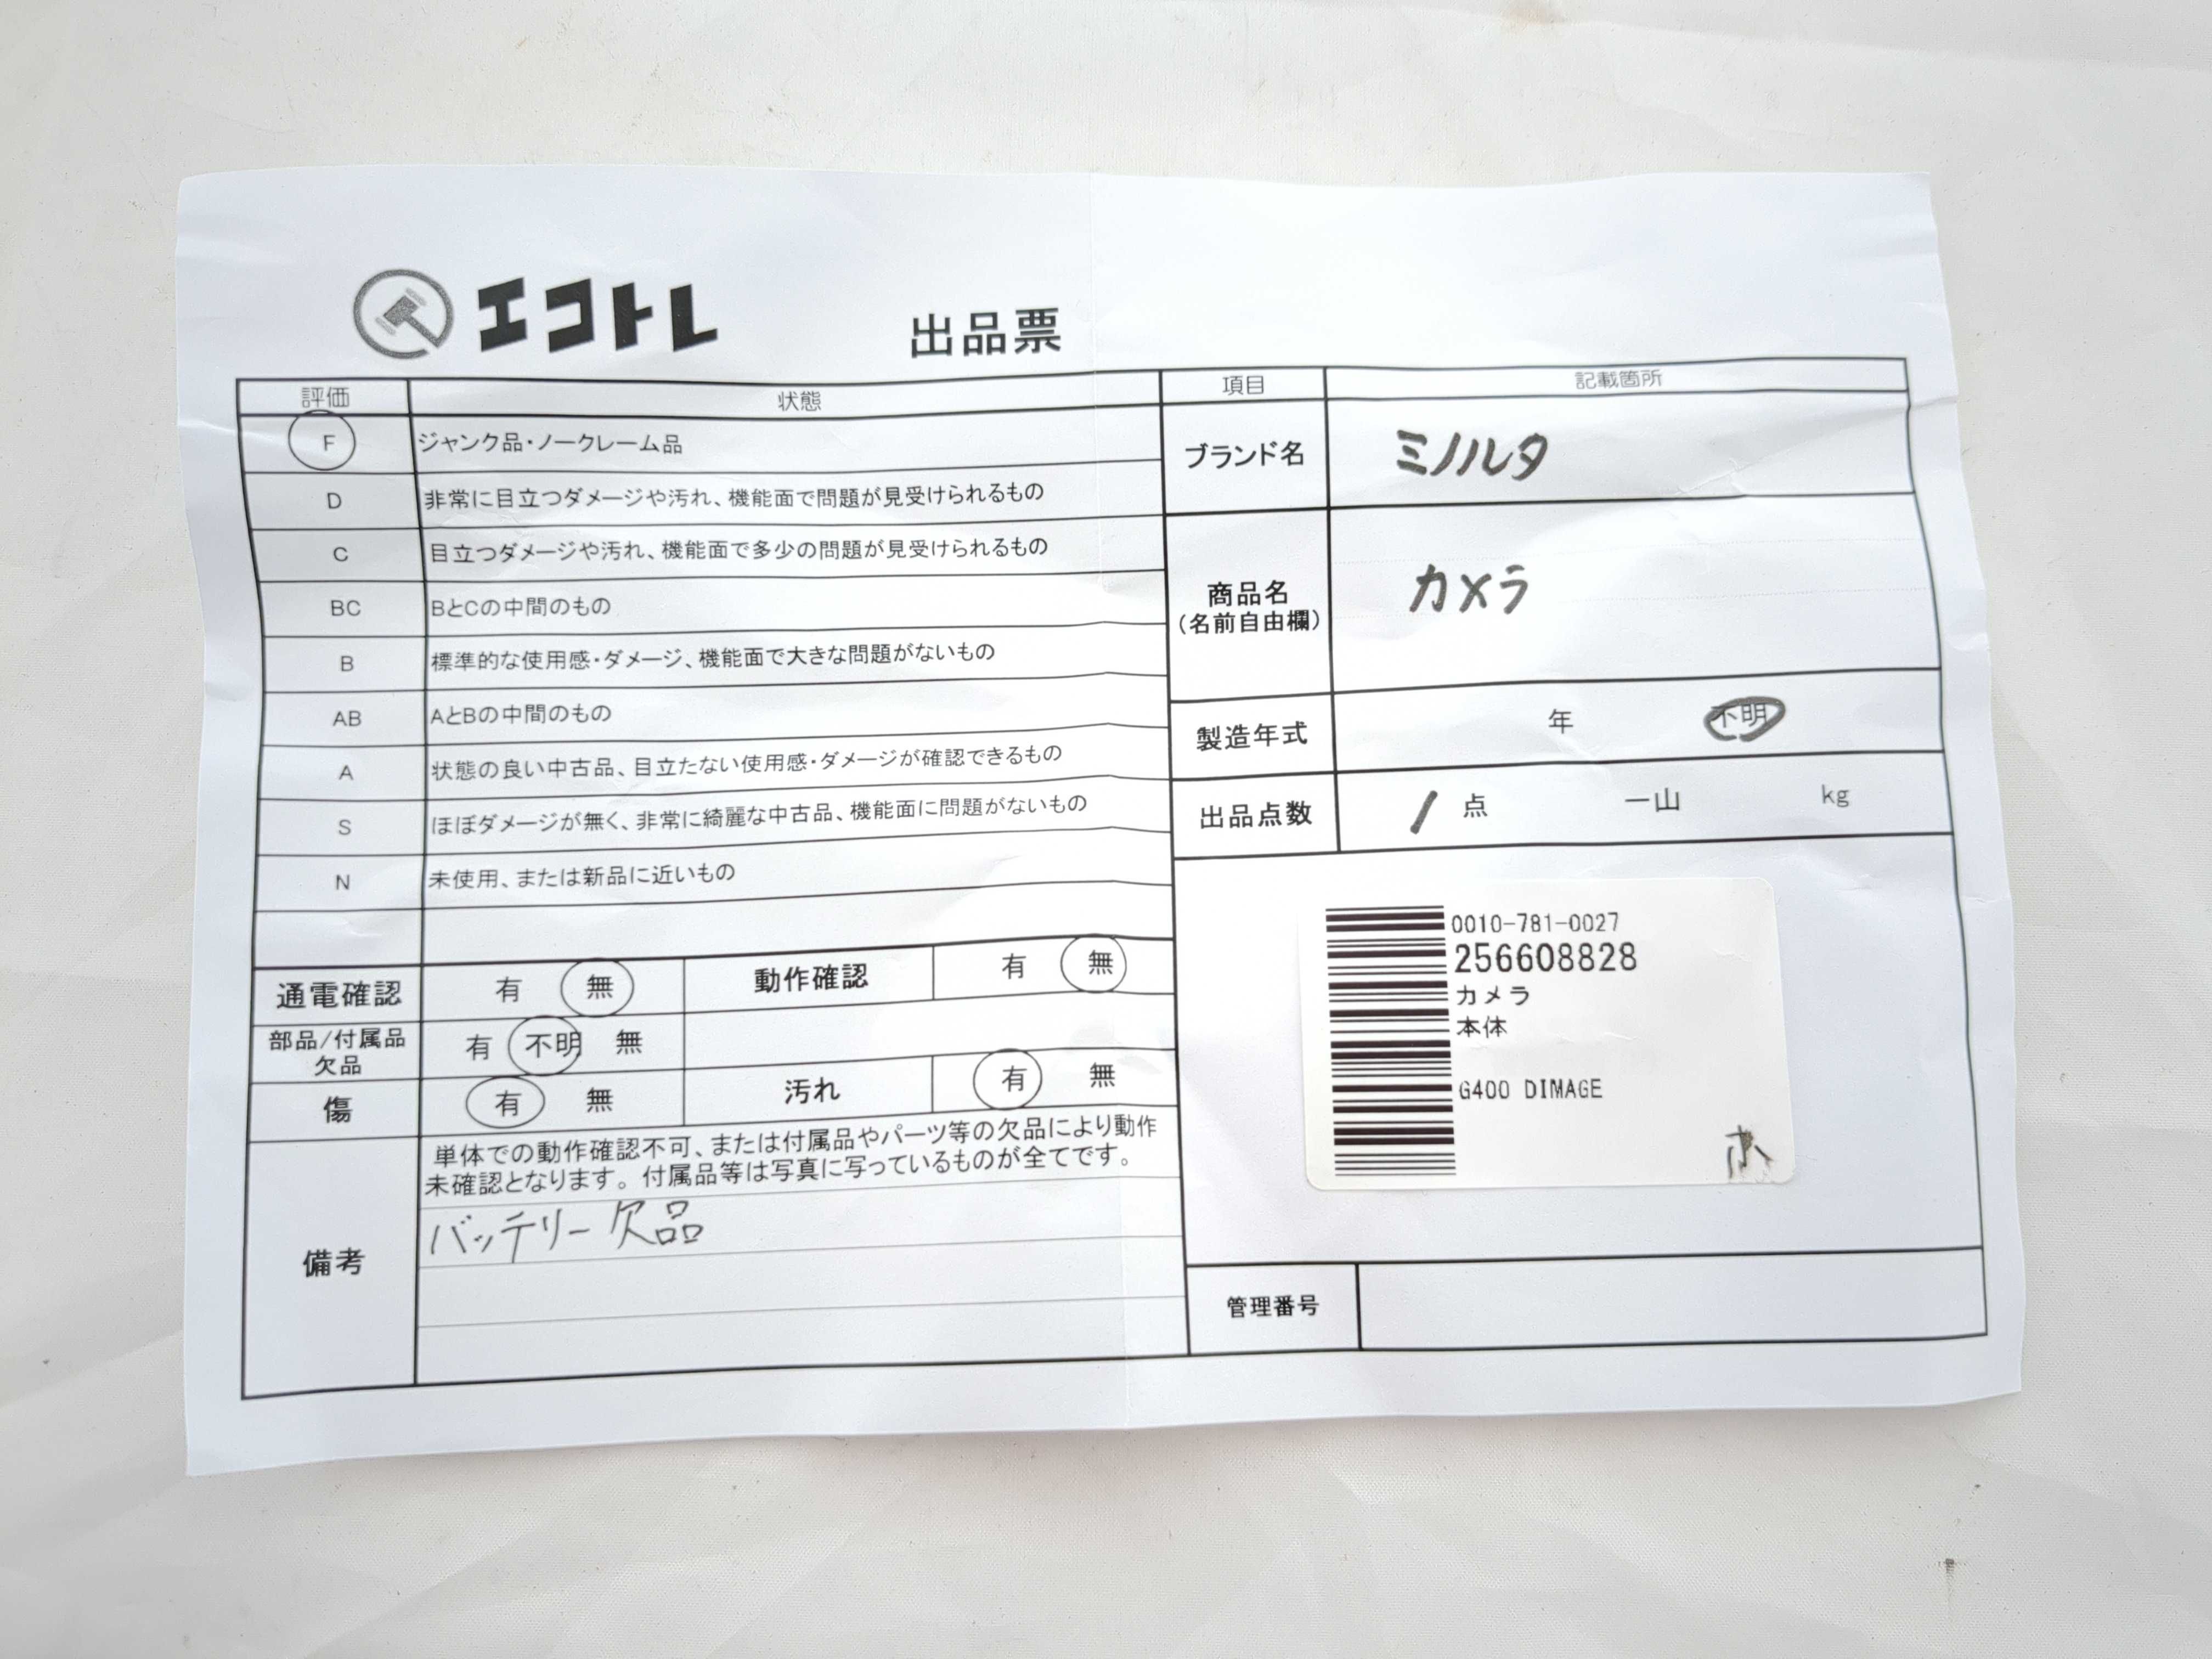 エコトレ
出品票
評価 状態
F ジャンク品・ノークレーム品
D 非常に目立つダメージや汚れ、機能面で問題が見受けられるもの
C 目立つダメージや汚れ、機能面で多少の問題が見受けられるもの
BC BとCの中間のもの
B 標準的な使用感・ダメージ、機能面で大きな問題がないもの
AB AとBの中間のもの
A 状態の良い中古品、目立たない使用感・ダメージが確認できるもの
S ほぼダメージが無く、非常に綺麗な中古品、機能面に問題がないもの
N 未使用、または新品に近いもの
通電確認 有 無 動作確認 有 無
部品/付属品
欠品
有 不明 無
傷 有 無 汚れ 有 無
備考
単体での動作確認不可、または付属品やパーツ等の欠品により動作
未確認となります。付属品等は写真に写っているものが全てです。
バッテリー欠品
項目 記載箇所
ブランド名 ミノルタ
商品名
(名前自由欄)
カメラ
製造年式 年 不明
出品点数 1 点 一山 kg
0010-781-0027
256608828
カメラ
本体
G400 DIMAGE
ホ
管理番号